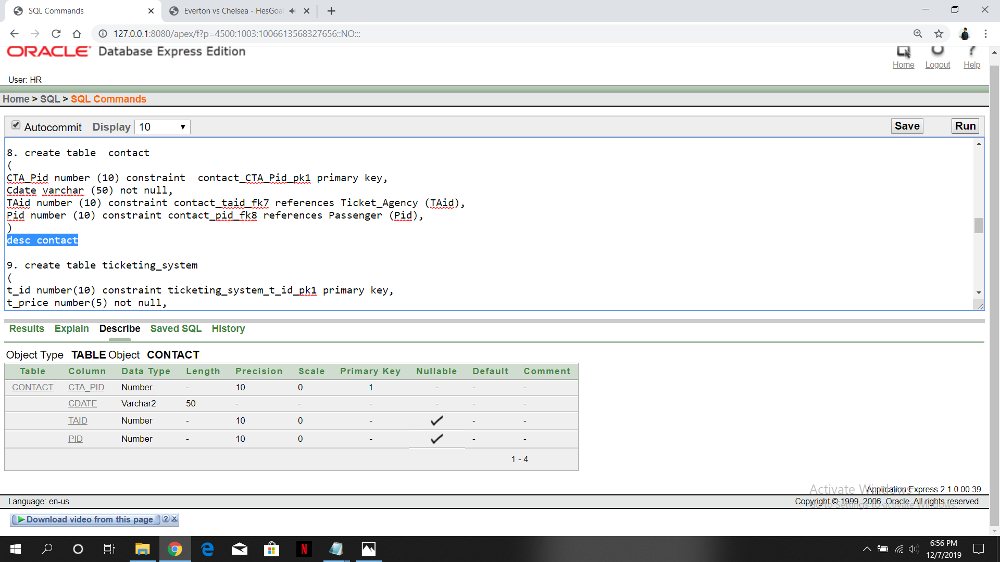 SQL Commands
Everton vs Chelsea - HesGoal
127.0.0.1:8080/apex/f?p=4500:1003:1006613568327656::NO:::
ORACLE Database Express Edition
Home Logout Help
User: HR
Home > SQL > SQL Commands
Autocommit Display 10 Save Run
8. create table  contact
(
CTA_Pid number (10) constraint  contact_CTA_Pid_pk1 primary key,
Cdate varchar (50) not null,
TAid number (10) constraint contact_taid_fk7 references Ticket_Agency (TAid),
Pid number (10) constraint contact_pid_fk8 references Passenger (Pid),
)
desc contact
9. create table ticketing_system
(
t_id number(10) constraint ticketing_system_t_id_pk1 primary key,
t_price number(5) not null,
Results Explain Describe Saved SQL History
Object Type TABLE Object CONTACT
Table Column Data Type Length Precision Scale Primary Key Nullable Default Comment
CONTACT CTA_PID Number - 10 0 1 - - -
CDATE Varchar2 50 - - - - - -
TAID Number - 10 0 - - -
PID Number - 10 0 - - -
1 - 4
Activate Windows
Application Express 2.1.0.00.39
Language: en-us
Copyright © 1999, 2006, Oracle. All rights reserved.
Go to Settings to activate Windows.
Download video from this page ? X
6:56 PM
12/7/2019